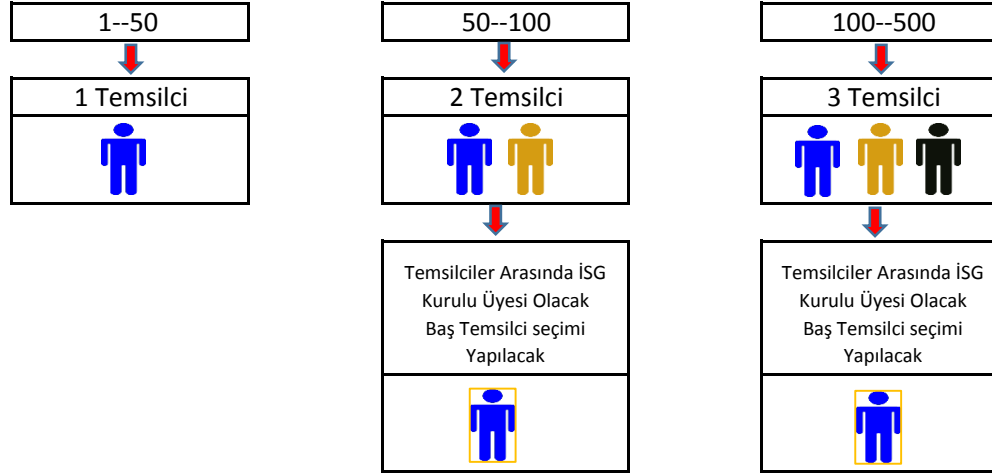 1--50
50--100
100--500
1 Temsilci
2 Temsilci
3 Temsilci
Temsilciler Arasında İSG
Kurulu Üyesi Olacak
Baş Temsilci seçimi
Yapılacak
Temsilciler Arasında İSG
Kurulu Üyesi Olacak
Baş Temsilci seçimi
Yapılacak